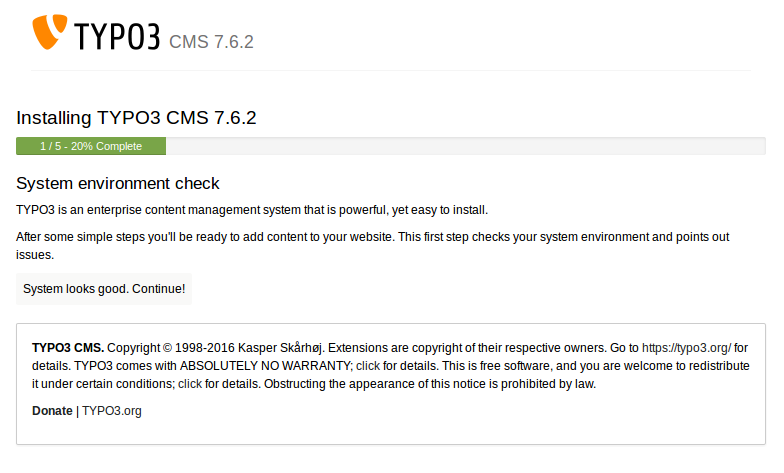 TYPO3 CMS 7.6.2
Installing TYPO3 CMS 7.6.2
1 / 5 - 20% Complete
System environment check
TYPO3 is an enterprise content management system that is powerful, yet easy to install.
After some simple steps you'll be ready to add content to your website. This first step checks your system environment and points out
issues.
System looks good. Continue!
TYPO3 CMS. Copyright © 1998-2016 Kasper Skårhøj. Extensions are copyright of their respective owners. Go to https://typo3.org/ for
details. TYPO3 comes with ABSOLUTELY NO WARRANTY; click for details. This is free software, and you are welcome to redistribute
it under certain conditions; click for details. Obstructing the appearance of this notice is prohibited by law.
Donate | TYPO3.org